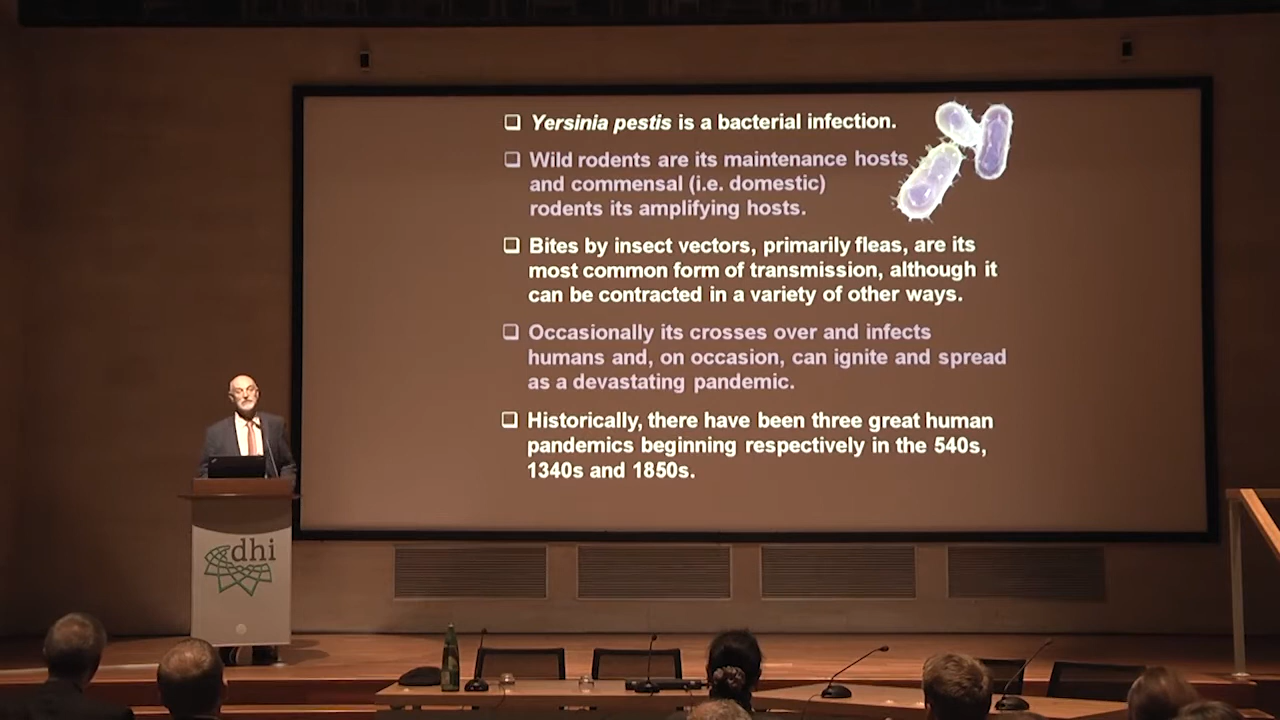 Yersinia pestis is a bacterial infection.
Wild rodents are its maintenance hosts
and commensal (i.e. domestic)
rodents its amplifying hosts.
Bites by insect vectors, primarily fleas, are its
most common form of transmission, although it
can be contracted in a variety of other ways.
Occasionally its crosses over and infects
humans and, on occasion, can ignite and spread
as a devastating pandemic.
Historically, there have been three great human
pandemics beginning respectively in the 540s,
1340s and 1850s.
dhi